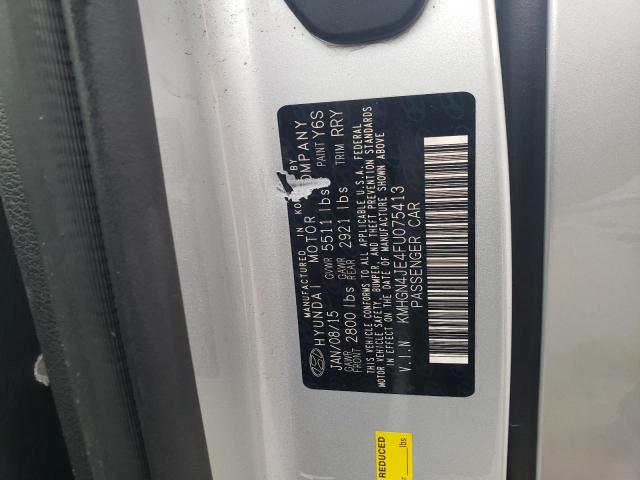 MANUFACTURED IN KO BY
HYUNDAI MOTOR COMPANY
JAN/08/15 GVWR 5511 lbs PAINT Y6S
GAWR FRONT 2800 lbs GAWR REAR 2921 lbs TRIM RRY
THIS VEHICLE CONFORMS TO ALL APPLICABLE U.S.A. FEDERAL
MOTOR VEHICLE SAFETY, BUMPER, AND THEFT PREVENTION STANDARDS
IN EFFECT ON THE DATE OF MANUFACTURE SHOWN ABOVE
V.I.N KMHGN4JE4FU075413
PASSENGER CAR
REDUCED
lbs